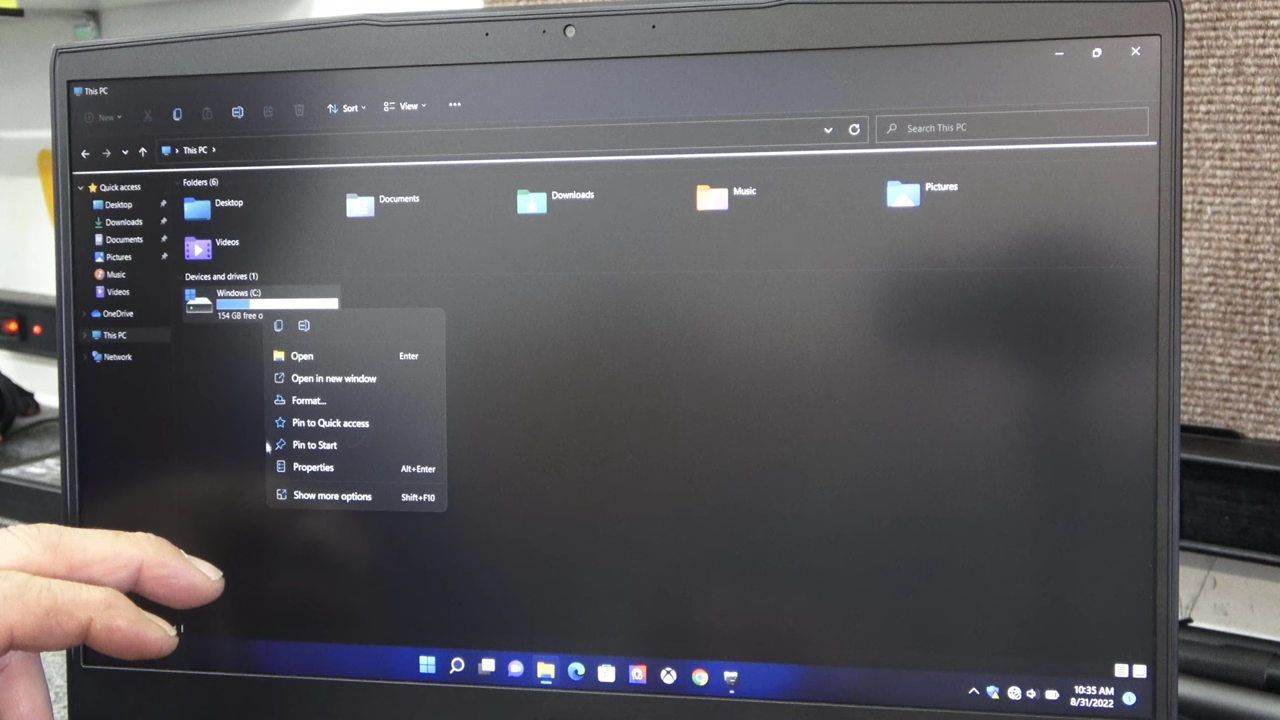 This PC
New
Sort
View
This PC
Search This PC
Quick access
Desktop
Downloads
Documents
Pictures
Music
Videos
OneDrive
This PC
Network
Folders (6)
Desktop
Documents
Downloads
Music
Pictures
Videos
Devices and drives (1)
Windows (C:)
154 GB free o
Open Enter
Open in new window
Format...
Pin to Quick access
Pin to Start
Properties Alt+Enter
Show more options Shift+F10
10:35 AM
8/31/2022
1